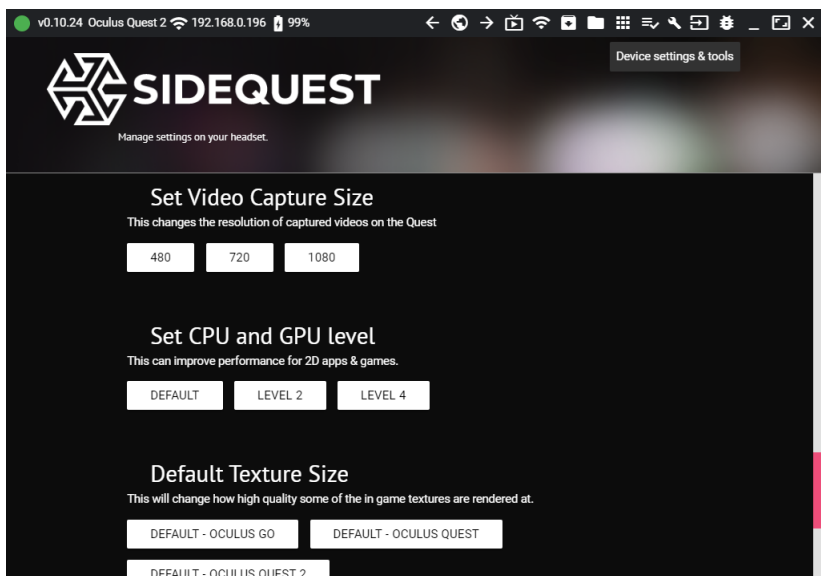 v0.10.24 Oculus Quest 2 192.168.0.196 99%
Device settings & tools
SIDEQUEST
Manage settings on your headset.
Set Video Capture Size
This changes the resolution of captured videos on the Quest
480 720 1080
Set CPU and GPU level
This can improve performance for 2D apps & games.
DEFAULT LEVEL 2 LEVEL 4
Default Texture Size
This will change how high quality some of the in game textures are rendered at.
DEFAULT - OCULUS GO DEFAULT - OCULUS QUEST
DEFAULT - OCULUS QUEST 2